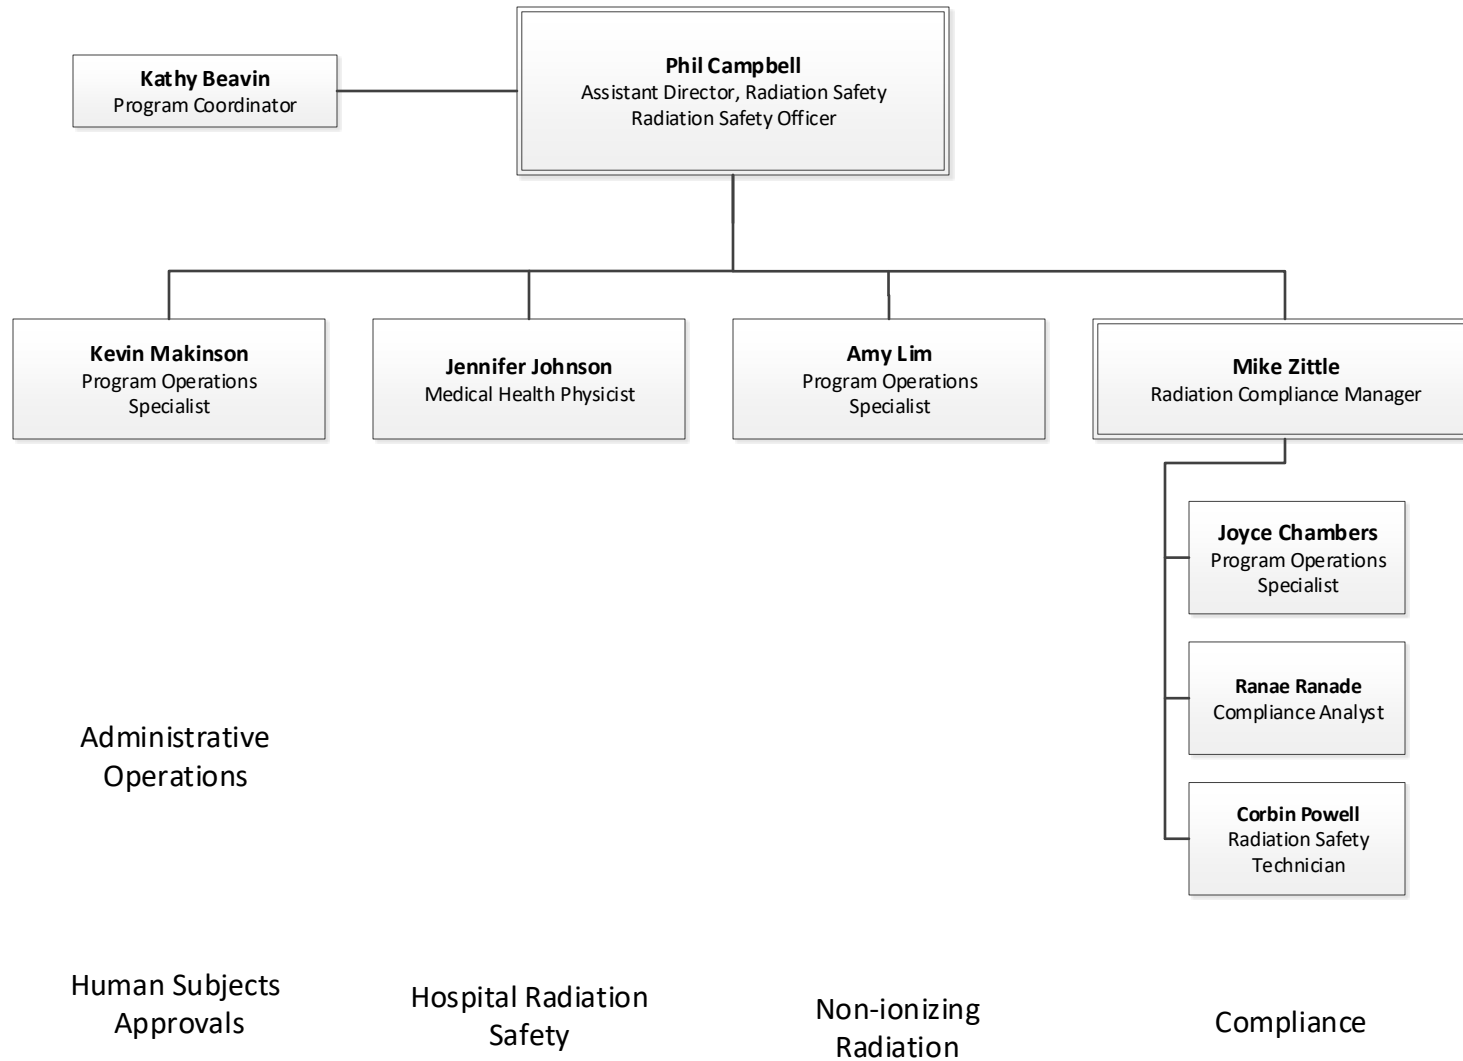 Kathy Beavin
Program Coordinator
Phil Campbell
Assistant Director, Radiation Safety
Radiation Safety Officer
Kevin Makinson
Program Operations
Specialist
Jennifer Johnson
Medical Health Physicist
Amy Lim
Program Operations
Specialist
Mike Zittle
Radiation Compliance Manager
Joyce Chambers
Program Operations
Specialist
Ranae Ranade
Compliance Analyst
Corbin Powell
Radiation Safety
Technician
Administrative
Operations
Human Subjects
Approvals
Hospital Radiation
Safety
Non-ionizing
Radiation
Compliance